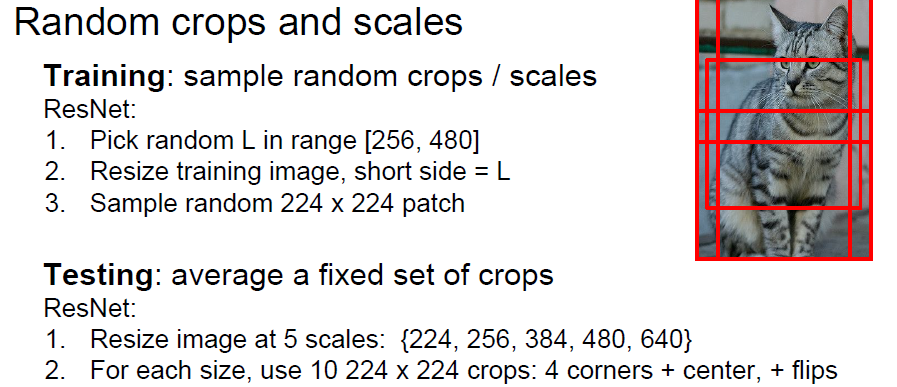 Random crops and scales
Training: sample random crops / scales
ResNet:
1. Pick random L in range [256, 480]
2. Resize training image, short side = L
3. Sample random 224 x 224 patch
Testing: average a fixed set of crops
ResNet:
1. Resize image at 5 scales: {224, 256, 384, 480, 640}
2. For each size, use 10 224 x 224 crops: 4 corners + center, + flips